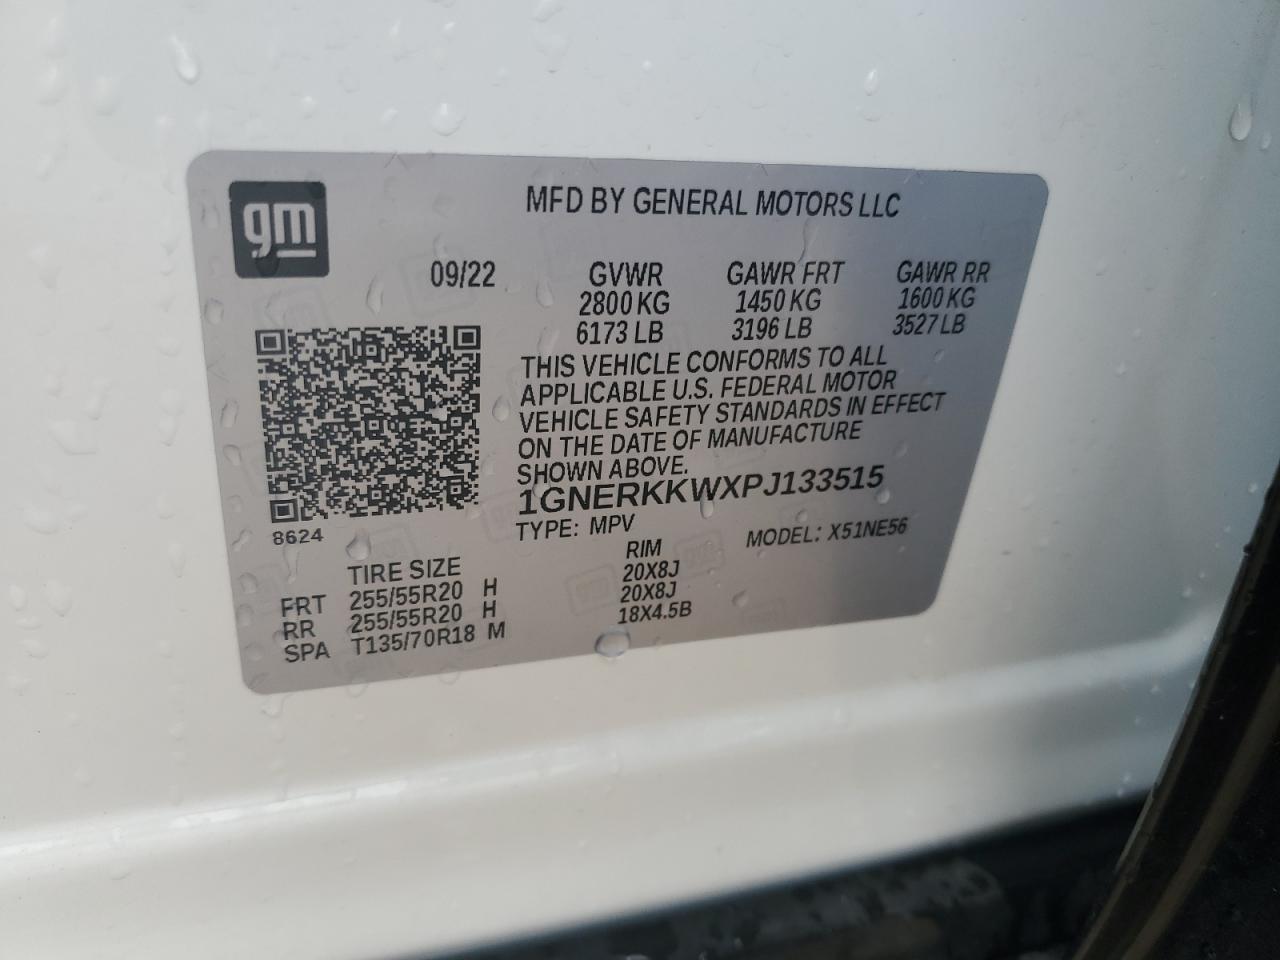 gm
MFD BY GENERAL MOTORS LLC
09/22 GVWR GAWR FRT GAWR RR
2800 KG 1450 KG 1600 KG
6173 LB 3196 LB 3527 LB
THIS VEHICLE CONFORMS TO ALL
APPLICABLE U.S. FEDERAL MOTOR
VEHICLE SAFETY STANDARDS IN EFFECT
ON THE DATE OF MANUFACTURE
SHOWN ABOVE.
1GNERKKWXPJ133515
8624 TYPE: MPV MODEL: X51NE56
TIRE SIZE RIM
FRT 255/55R20 H 20X8J
RR 255/55R20 H 20X8J
SPA T135/70R18 M 18X4.5B